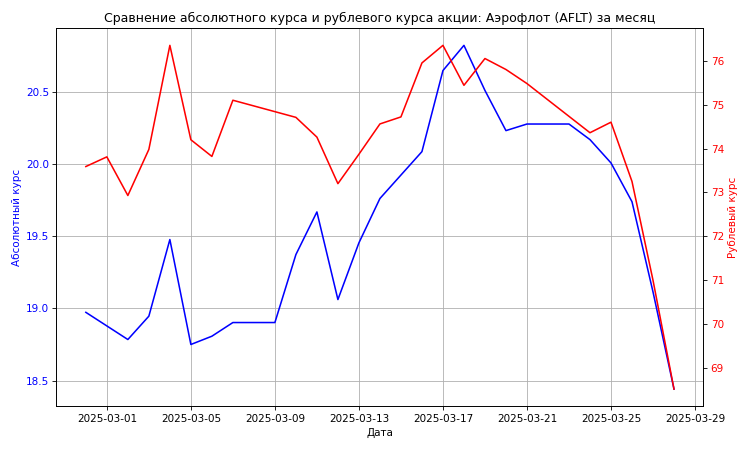 Сравнение абсолютного курса и рублевого курса акции: Аэрофлот (AFLT) за месяц
Абсолютный курс
20.5
20.0
19.5
19.0
18.5
76
75
74
73
72
71
70
69
Рублевый курс
2025-03-01 2025-03-05 2025-03-09 2025-03-13 2025-03-17 2025-03-21 2025-03-25 2025-03-29
Дата